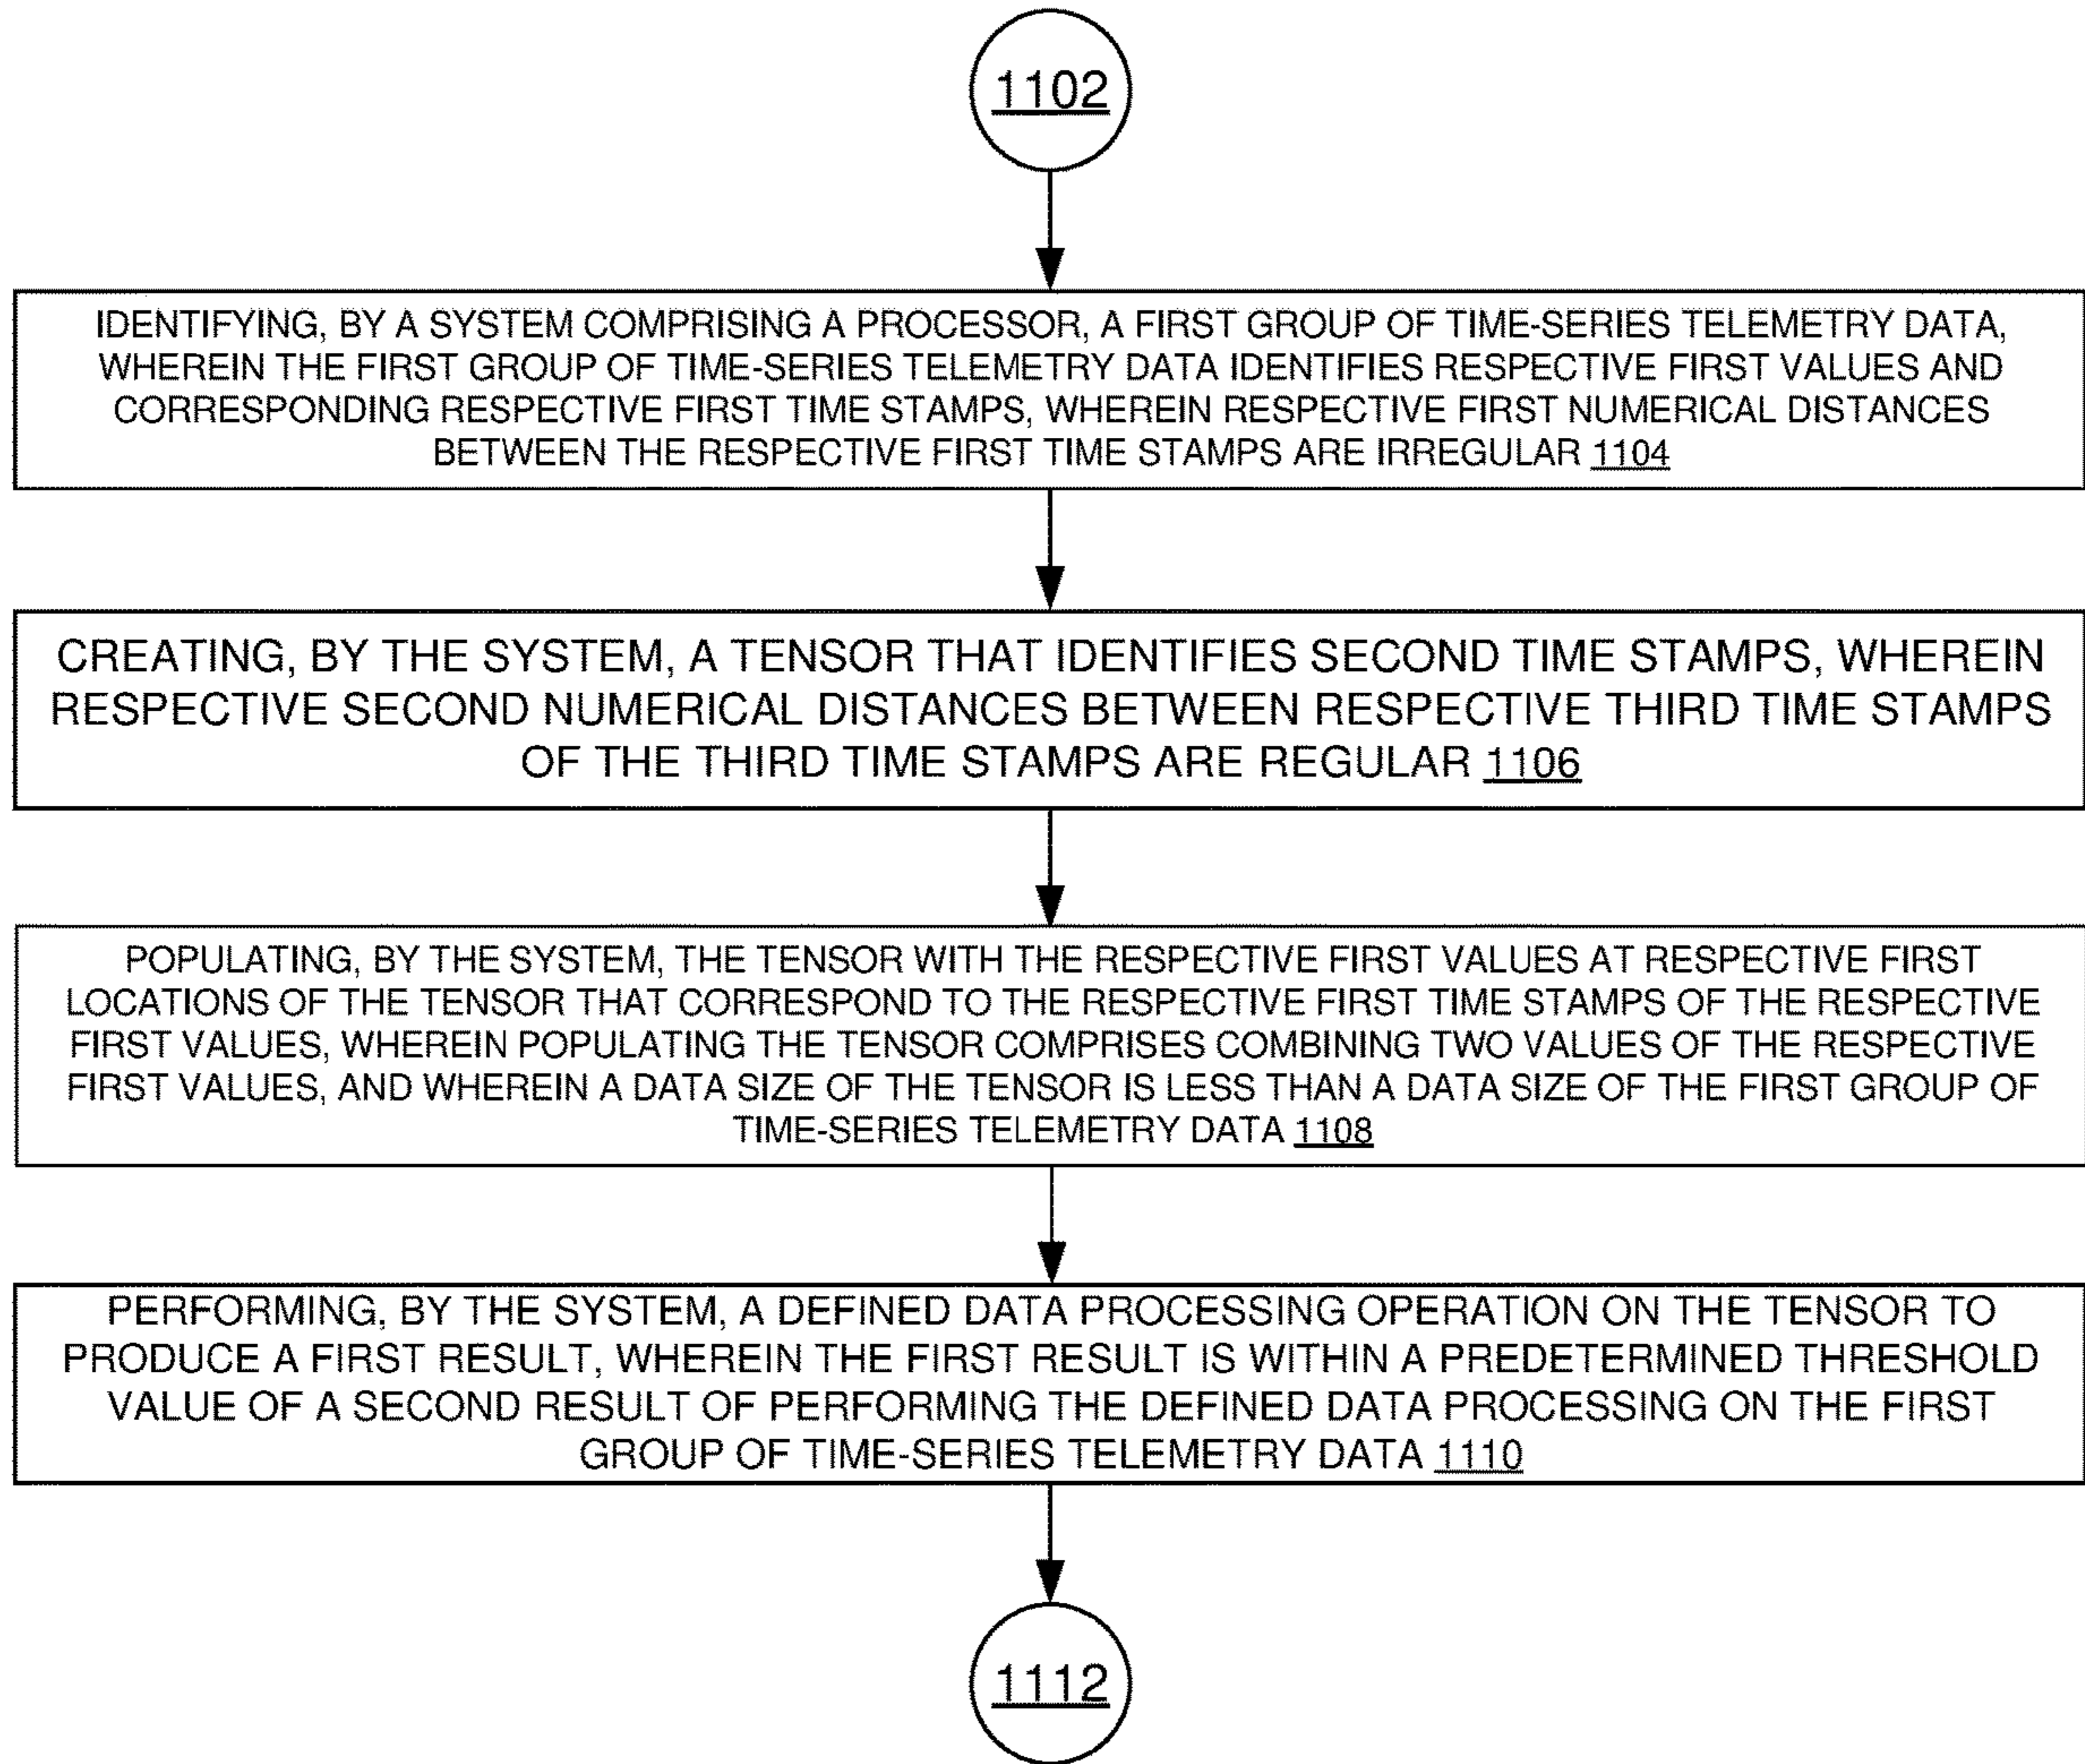 1102
IDENTIFYING, BY A SYSTEM COMPRISING A PROCESSOR, A FIRST GROUP OF TIME-SERIES TELEMETRY DATA,
WHEREIN THE FIRST GROUP OF TIME-SERIES TELEMETRY DATA IDENTIFIES RESPECTIVE FIRST VALUES AND
CORRESPONDING RESPECTIVE FIRST TIME STAMPS, WHEREIN RESPECTIVE FIRST NUMERICAL DISTANCES
BETWEEN THE RESPECTIVE FIRST TIME STAMPS ARE IRREGULAR 1104
CREATING, BY THE SYSTEM, A TENSOR THAT IDENTIFIES SECOND TIME STAMPS, WHEREIN
RESPECTIVE SECOND NUMERICAL DISTANCES BETWEEN RESPECTIVE THIRD TIME STAMPS
OF THE THIRD TIME STAMPS ARE REGULAR 1106
POPULATING, BY THE SYSTEM, THE TENSOR WITH THE RESPECTIVE FIRST VALUES AT RESPECTIVE FIRST
LOCATIONS OF THE TENSOR THAT CORRESPOND TO THE RESPECTIVE FIRST TIME STAMPS OF THE RESPECTIVE
FIRST VALUES, WHEREIN POPULATING THE TENSOR COMPRISES COMBINING TWO VALUES OF THE RESPECTIVE
FIRST VALUES, AND WHEREIN A DATA SIZE OF THE TENSOR IS LESS THAN A DATA SIZE OF THE FIRST GROUP OF
TIME-SERIES TELEMETRY DATA 1108
PERFORMING, BY THE SYSTEM, A DEFINED DATA PROCESSING OPERATION ON THE TENSOR TO
PRODUCE A FIRST RESULT, WHEREIN THE FIRST RESULT IS WITHIN A PREDETERMINED THRESHOLD
VALUE OF A SECOND RESULT OF PERFORMING THE DEFINED DATA PROCESSING ON THE FIRST
GROUP OF TIME-SERIES TELEMETRY DATA 1110
1112